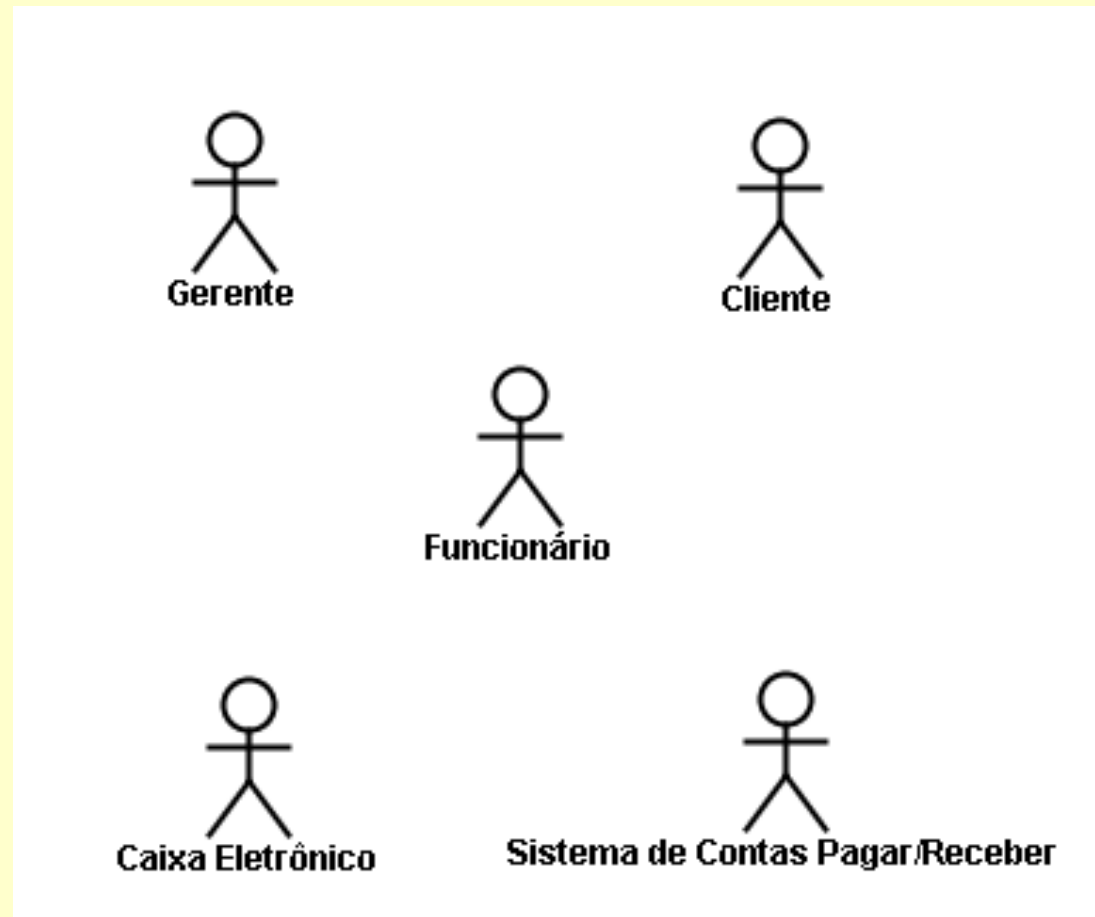 Gerente
Cliente
Funcionário
Caixa Eletrônico
Sistema de Contas Pagar/Receber